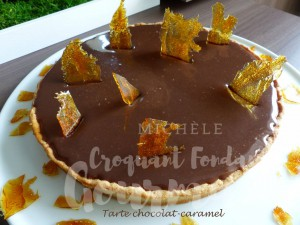 MICHÈLE
Croquant Fondant
Gourmand
Tarte chocolat-caramel